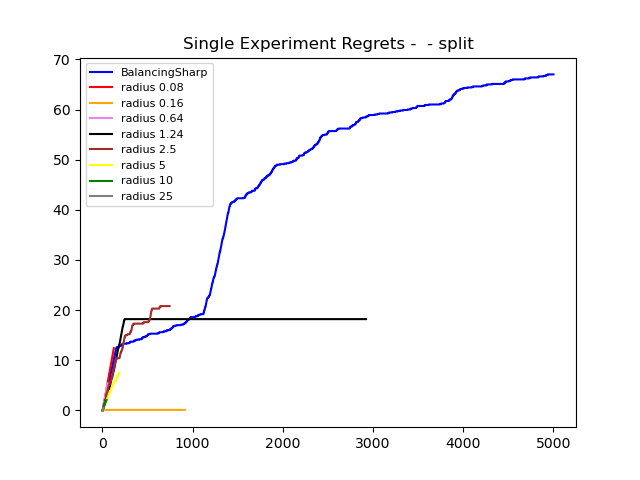 Single Experiment Regrets -  - split
70
60
50
40
30
20
10
0
BalancingSharp
radius 0.08
radius 0.16
radius 0.64
radius 1.24
radius 2.5
radius 5
radius 10
radius 25
0 1000 2000 3000 4000 5000